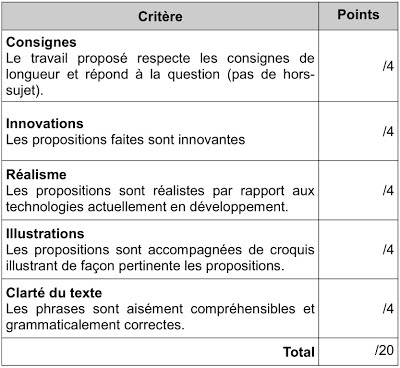 Critère Points
Consignes
Le travail proposé respecte les consignes de
longueur et répond à la question (pas de hors-
sujet).
/4
Innovations
Les propositions faites sont innovantes
/4
Réalisme
Les propositions sont réalistes par rapport aux
technologies actuellement en développement.
/4
Illustrations
Les propositions sont accompagnées de croquis
illustrant de façon pertinente les propositions.
/4
Clarté du texte
Les phrases sont aisément compréhensibles et
grammaticalement correctes.
/4
Total /20